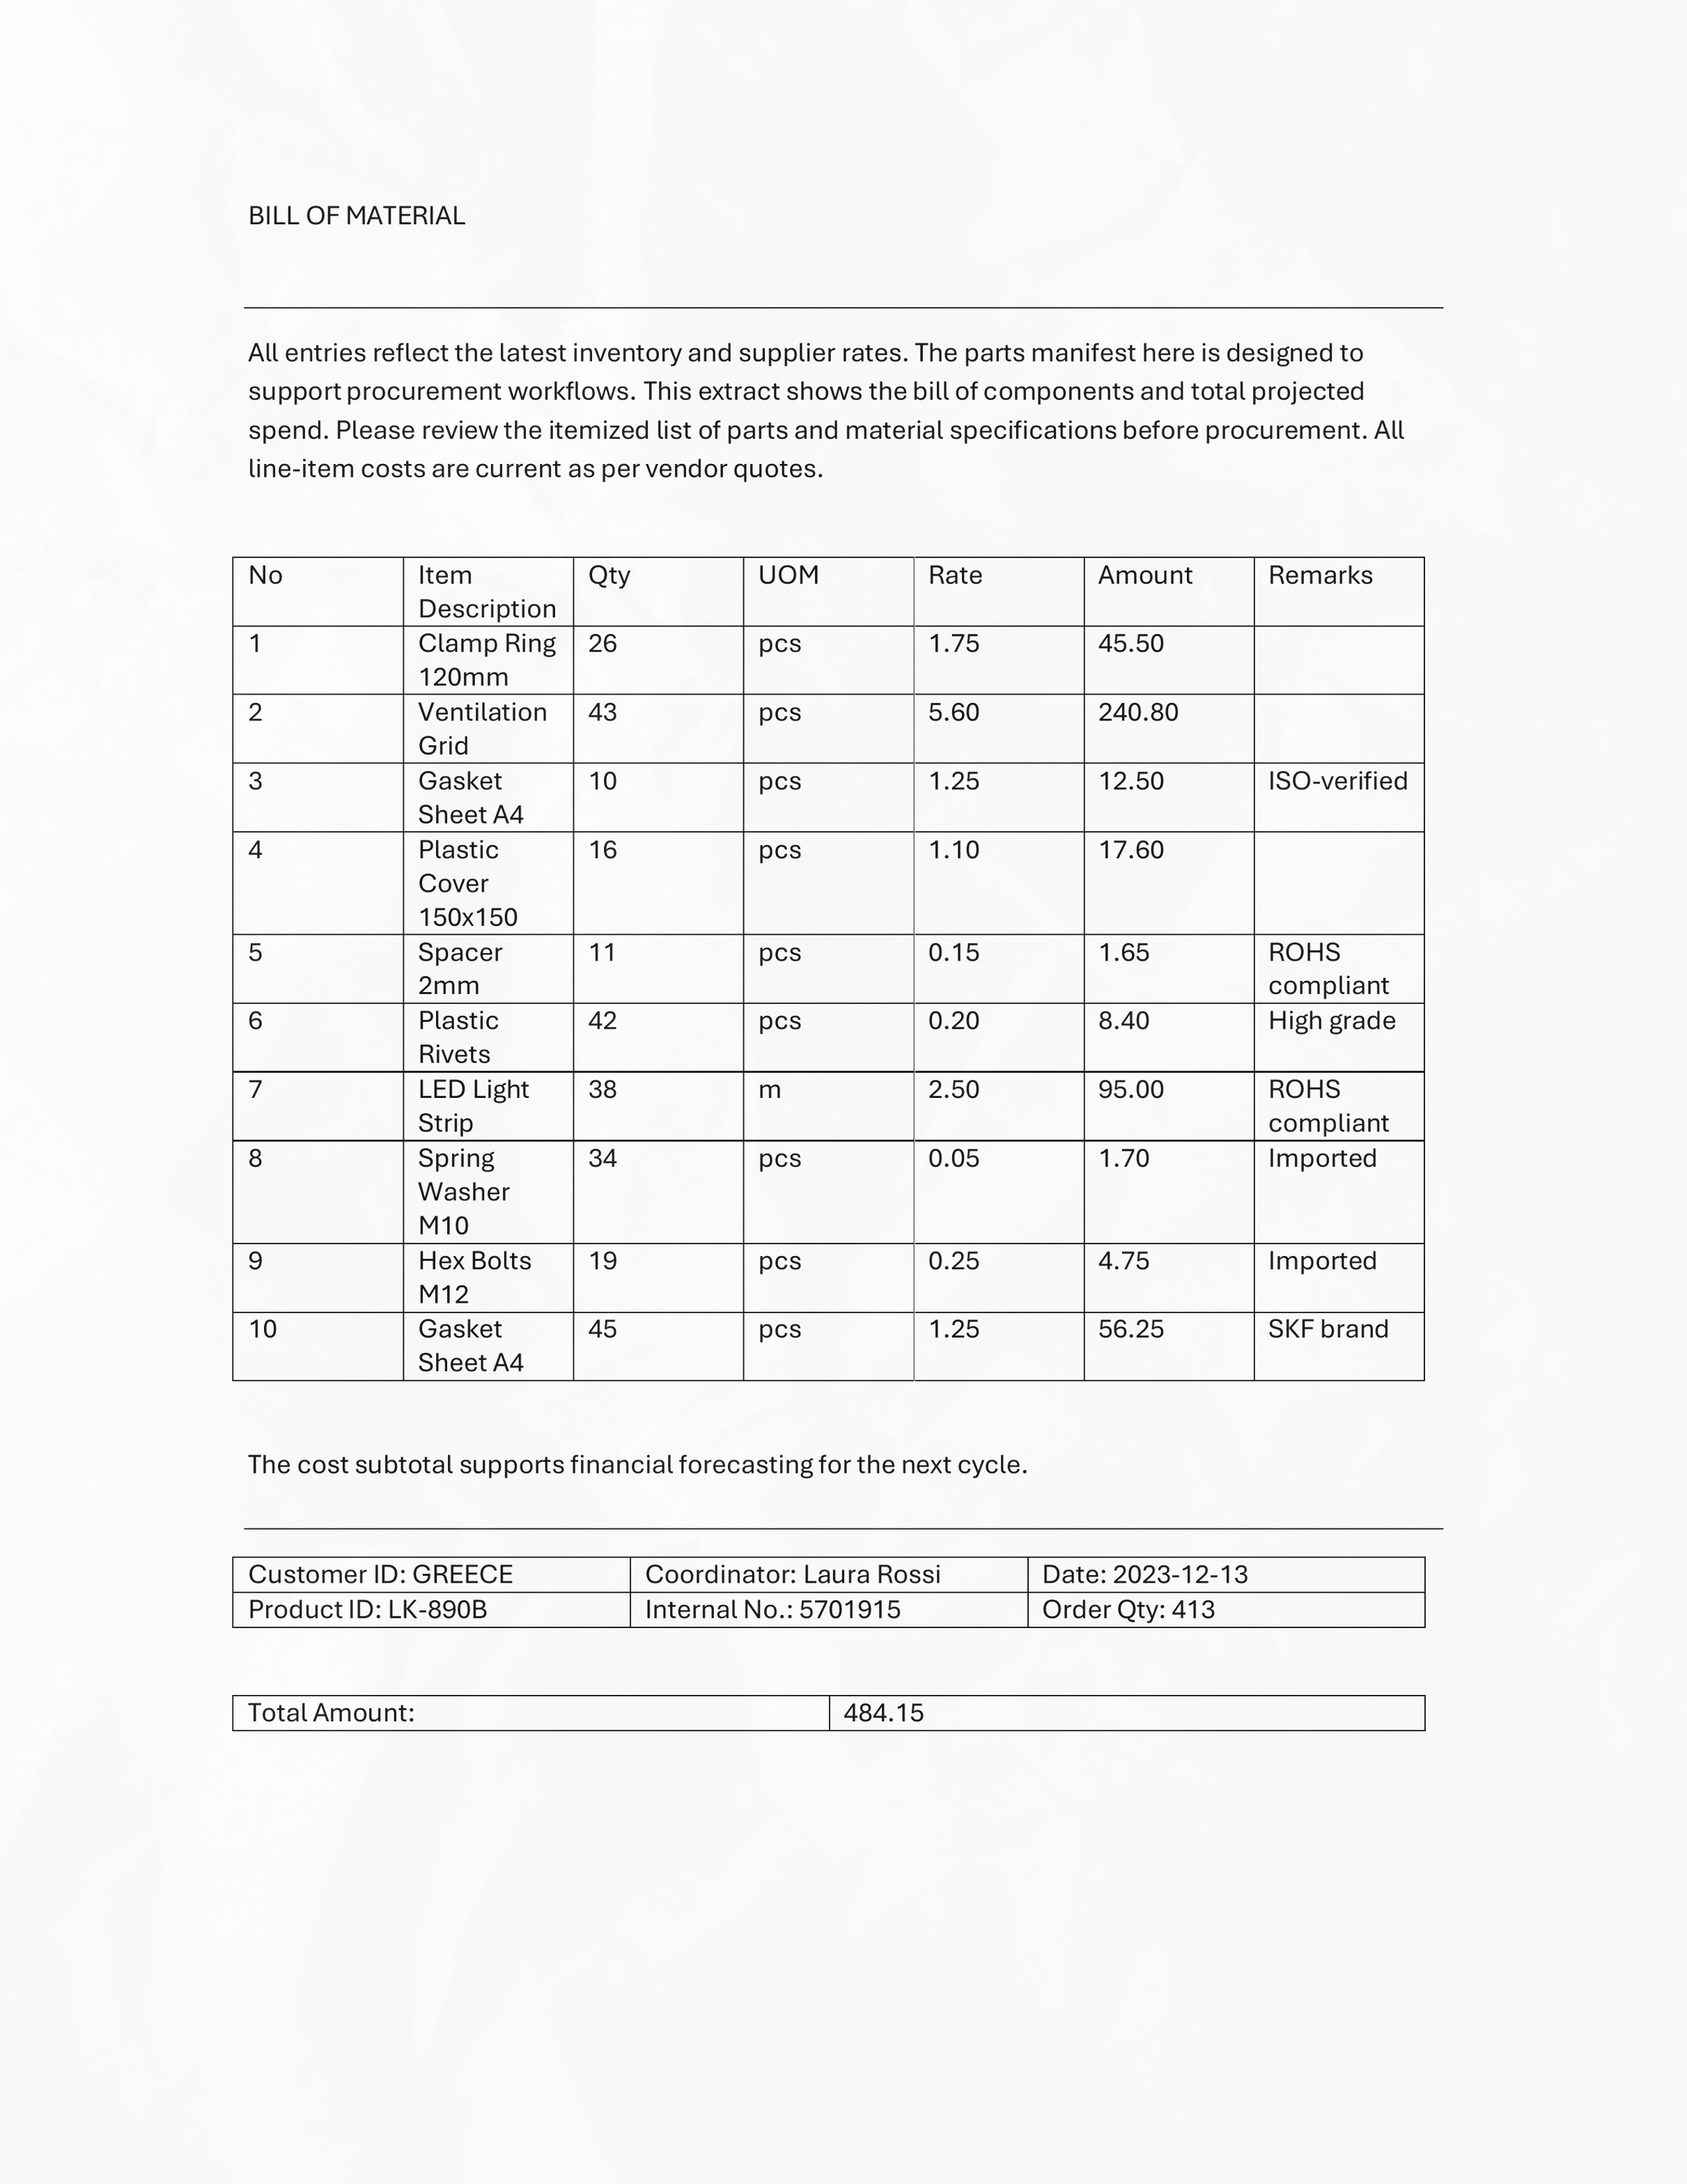 BILL OF MATERIAL
All entries reflect the latest inventory and supplier rates. The parts manifest here is designed to
support procurement workflows. This extract shows the bill of components and total projected
spend. Please review the itemized list of parts and material specifications before procurement. All
line-item costs are current as per vendor quotes.
No Item Description Qty UOM Rate Amount Remarks
1 Clamp Ring 120mm 26 pcs 1.75 45.50
2 Ventilation Grid 43 pcs 5.60 240.80
3 Gasket Sheet A4 10 pcs 1.25 12.50 ISO-verified
4 Plastic Cover 150x150 16 pcs 1.10 17.60
5 Spacer 2mm 11 pcs 0.15 1.65 ROHS compliant
6 Plastic Rivets 42 pcs 0.20 8.40 High grade
7 LED Light Strip 38 m 2.50 95.00 ROHS compliant
8 Spring Washer M10 34 pcs 0.05 1.70 Imported
9 Hex Bolts M12 19 pcs 0.25 4.75 Imported
10 Gasket Sheet A4 45 pcs 1.25 56.25 SKF brand
The cost subtotal supports financial forecasting for the next cycle.
Customer ID: GREECE Coordinator: Laura Rossi Date: 2023-12-13
Product ID: LK-890B Internal No.: 5701915 Order Qty: 413
Total Amount: 484.15